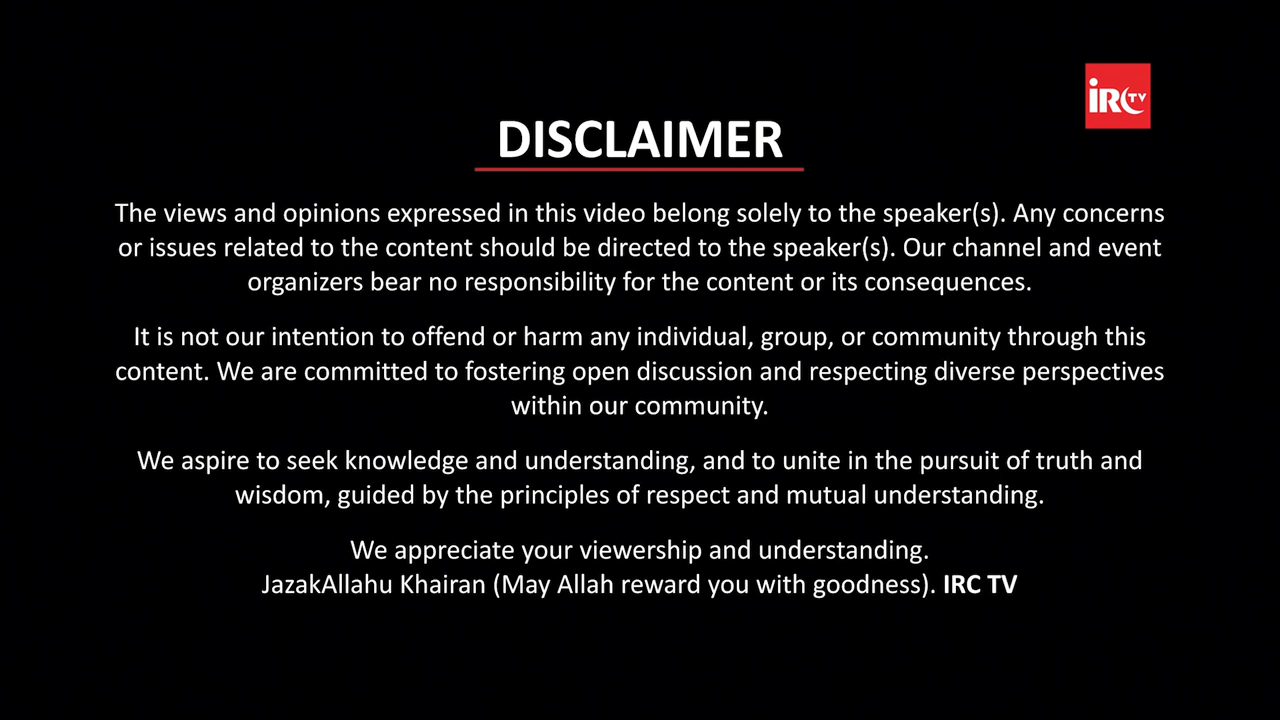 iRC TV
DISCLAIMER
The views and opinions expressed in this video belong solely to the speaker(s). Any concerns
or issues related to the content should be directed to the speaker(s). Our channel and event
organizers bear no responsibility for the content or its consequences.
It is not our intention to offend or harm any individual, group, or community through this
content. We are committed to fostering open discussion and respecting diverse perspectives
within our community.
We aspire to seek knowledge and understanding, and to unite in the pursuit of truth and
wisdom, guided by the principles of respect and mutual understanding.
We appreciate your viewership and understanding.
JazakAllahu Khairan (May Allah reward you with goodness). IRC TV